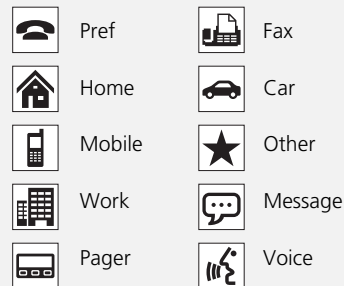 Pref
Home
Mobile
Work
Pager
Fax
Car
Other
Message
Voice